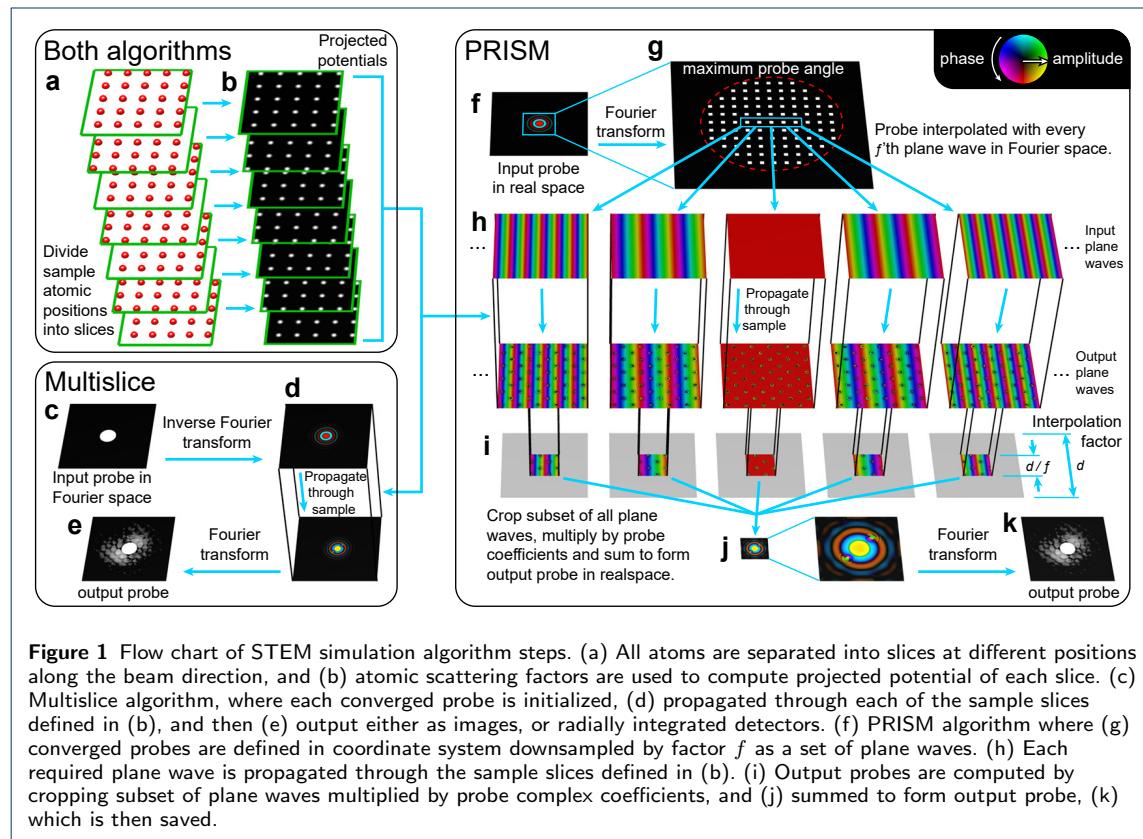 Both algorithms
Projected
potentials
a
b
Divide
sample
atomic
positions
into slices
Multislice
c
Inverse Fourier
transform
d
Input probe in
Fourier space
Propagate
through
sample
e
Fourier
transform
output probe
PRISM
phase
amplitude
f
Fourier
transform
g
maximum probe angle
Input probe
in real space
Probe interpolated with every
f'th plane wave in Fourier space.
h
...
... Input
plane
waves
Propagate
through
sample
...
... Output
plane
waves
i
Interpolation
factor
d / f
d
Crop subset of all plane
waves, multiply by probe
coefficients and sum to form
output probe in realspace.
j
Fourier
transform
k
output probe
Figure 1 Flow chart of STEM simulation algorithm steps. (a) All atoms are separated into slices at different positions
along the beam direction, and (b) atomic scattering factors are used to compute projected potential of each slice. (c)
Multislice algorithm, where each converged probe is initialized, (d) propagated through each of the sample slices
defined in (b), and then (e) output either as images, or radially integrated detectors. (f) PRISM algorithm where (g)
converged probes are defined in coordinate system downsampled by factor f as a set of plane waves. (h) Each
required plane wave is propagated through the sample slices defined in (b). (i) Output probes are computed by
cropping subset of plane waves multiplied by probe complex coefficients, and (j) summed to form output probe, (k)
which is then saved.